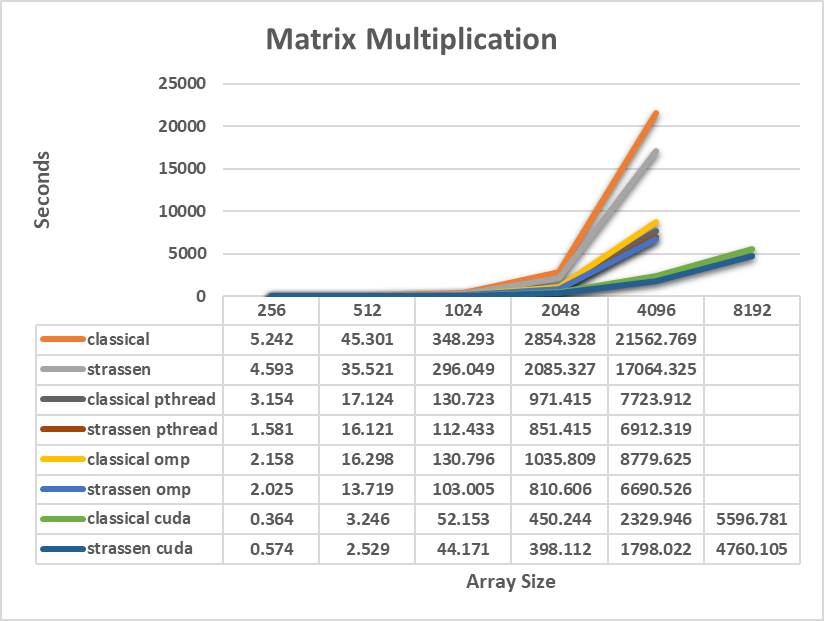 Matrix Multiplication
25000
20000
15000
10000
5000
0
Seconds
256 512 1024 2048 4096 8192
classical 5.242 45.301 348.293 2854.328 21562.769
strassen 4.593 35.521 296.049 2085.327 17064.325
classical pthread 3.154 17.124 130.723 971.415 7723.912
strassen pthread 1.581 16.121 112.433 851.415 6912.319
classical omp 2.158 16.298 130.796 1035.809 8779.625
strassen omp 2.025 13.719 103.005 810.606 6690.526
classical cuda 0.364 3.246 52.153 450.244 2329.946 5596.781
strassen cuda 0.574 2.529 44.171 398.112 1798.022 4760.105
Array Size